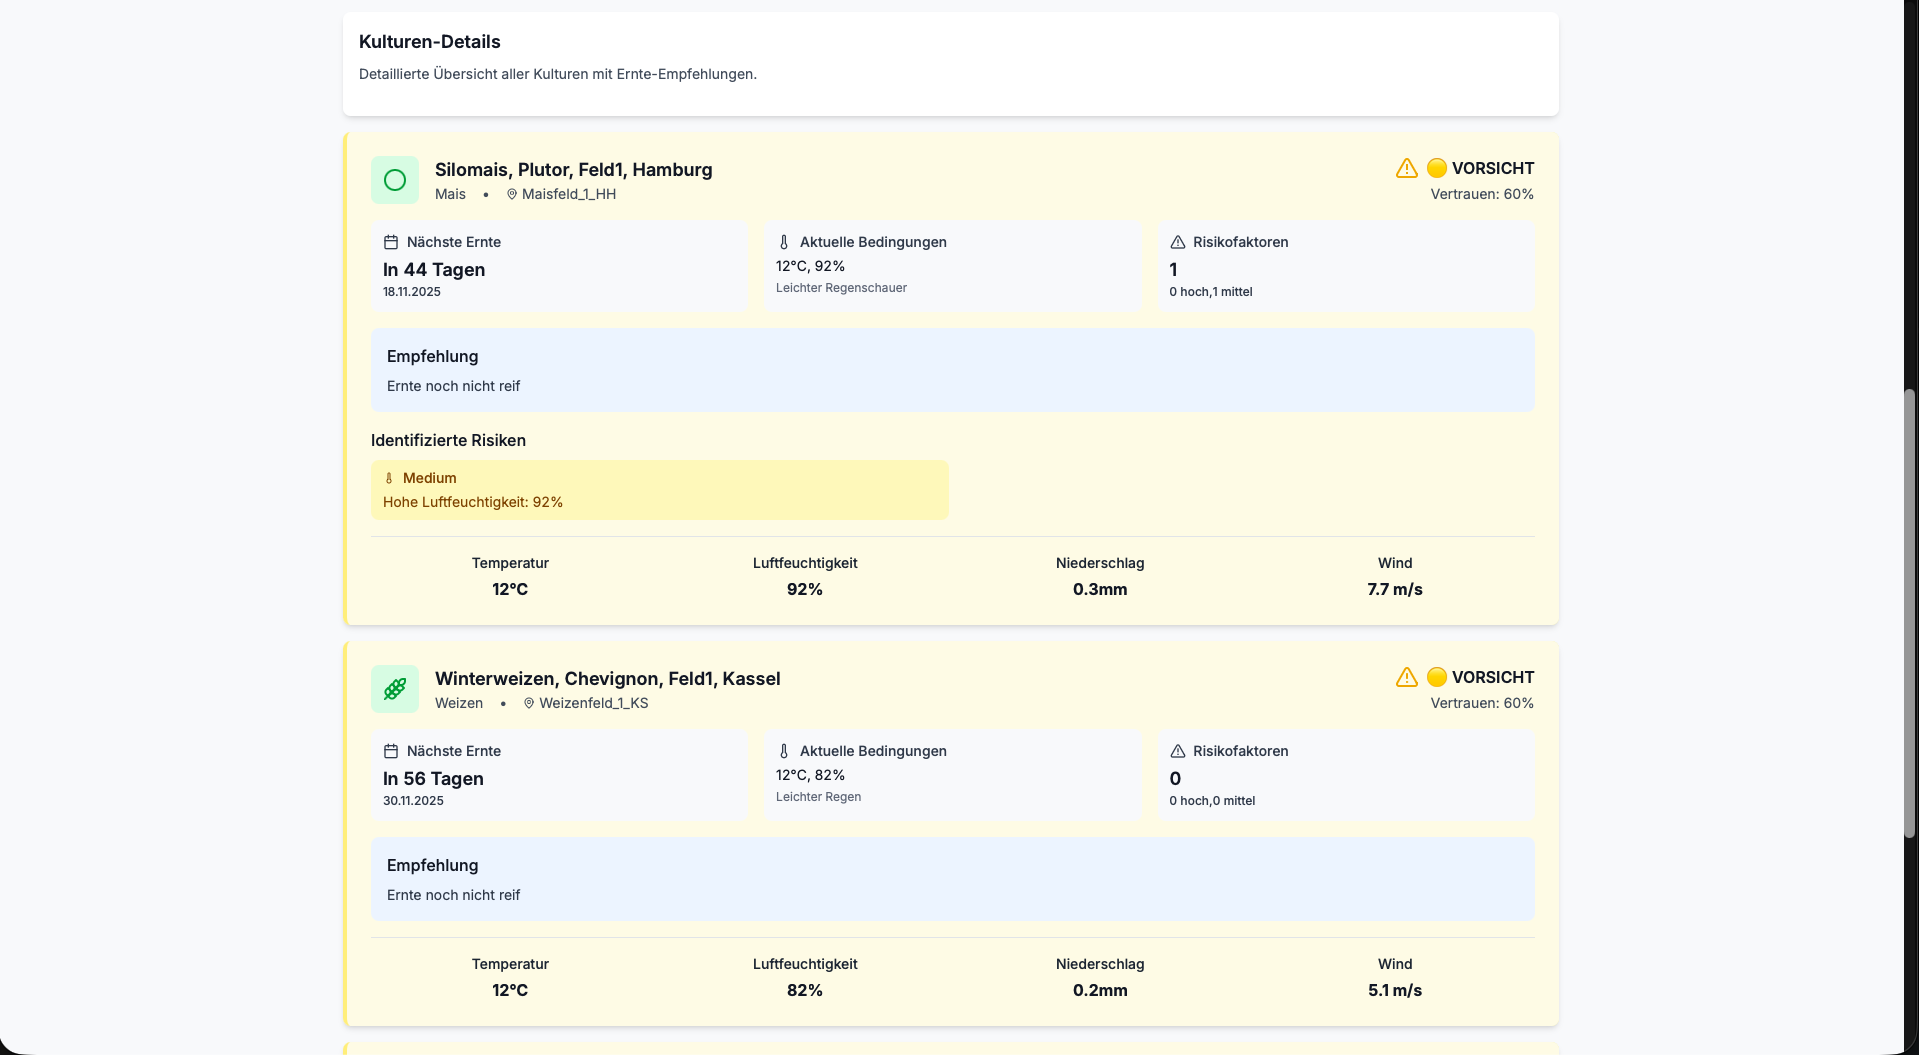 Kulturen-Details
Detaillierte Übersicht aller Kulturen mit Ernte-Empfehlungen.
Silomais, Plutor, Feld1, Hamburg
Mais • Maisfeld_1_HH
VORSICHT
Vertrauen: 60%
Nächste Ernte
In 44 Tagen
18.11.2025
Aktuelle Bedingungen
12°C, 92%
Leichter Regenschauer
Risikofaktoren
1
0 hoch,1 mittel
Empfehlung
Ernte noch nicht reif
Identifizierte Risiken
Medium
Hohe Luftfeuchtigkeit: 92%
Temperatur
12°C
Luftfeuchtigkeit
92%
Niederschlag
0.3mm
Wind
7.7 m/s
Winterweizen, Chevignon, Feld1, Kassel
Weizen • Weizenfeld_1_KS
VORSICHT
Vertrauen: 60%
Nächste Ernte
In 56 Tagen
30.11.2025
Aktuelle Bedingungen
12°C, 82%
Leichter Regen
Risikofaktoren
0
0 hoch,0 mittel
Empfehlung
Ernte noch nicht reif
Temperatur
12°C
Luftfeuchtigkeit
82%
Niederschlag
0.2mm
Wind
5.1 m/s